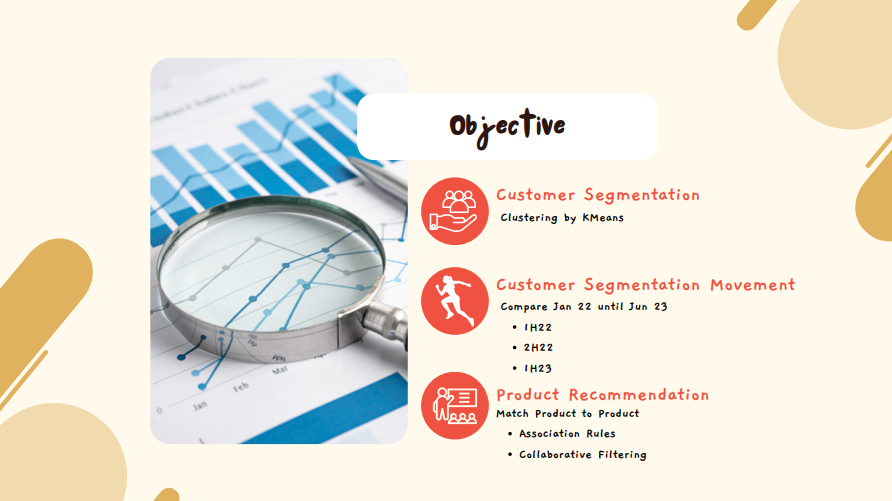 Objective
Customer Segmentation
Clustering by KMeans
Customer Segmentation Movement
Compare Jan 22 until Jun 23
• 1H22
• 2H22
• 1H23
Product Recommendation
Match Product to Product
• Association Rules
• Collaborative Filtering
0
Jan
Feb
Mar